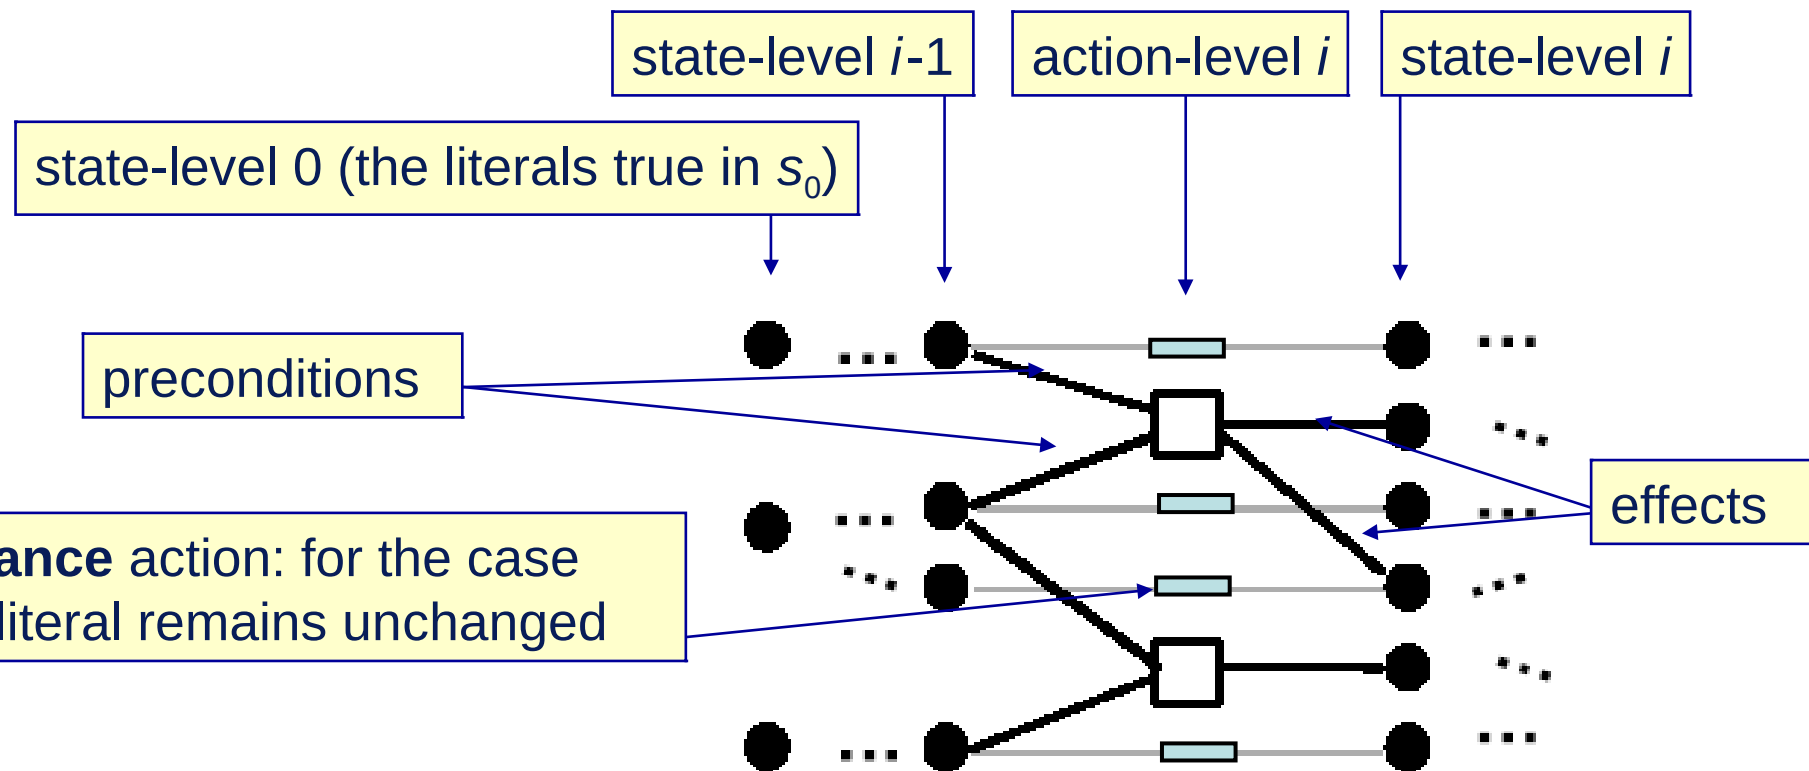 state-level i-1
action-level i
state-level i
state-level 0 (the literals true in s0)
preconditions
effects
action: for the case
literal remains unchanged